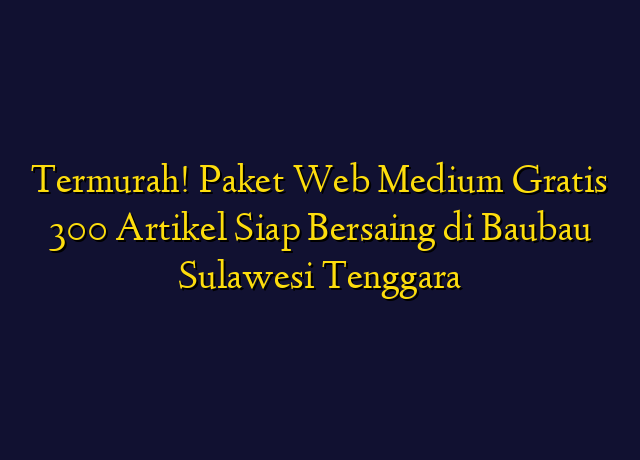 Termurah! Paket Web Medium Gratis
300 Artikel Siap Bersaing di Baubau
Sulawesi Tenggara